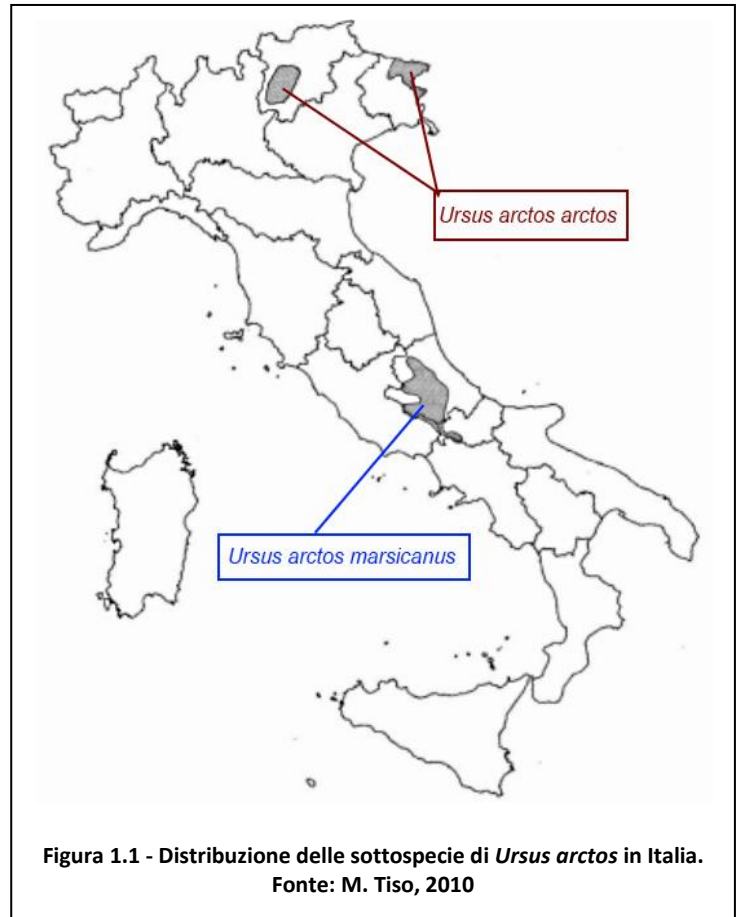 Ursus arctos arctos
Ursus arctos marsicanus
Figura 1.1 - Distribuzione delle sottospecie di Ursus arctos in Italia.
Fonte: M. Tiso, 2010